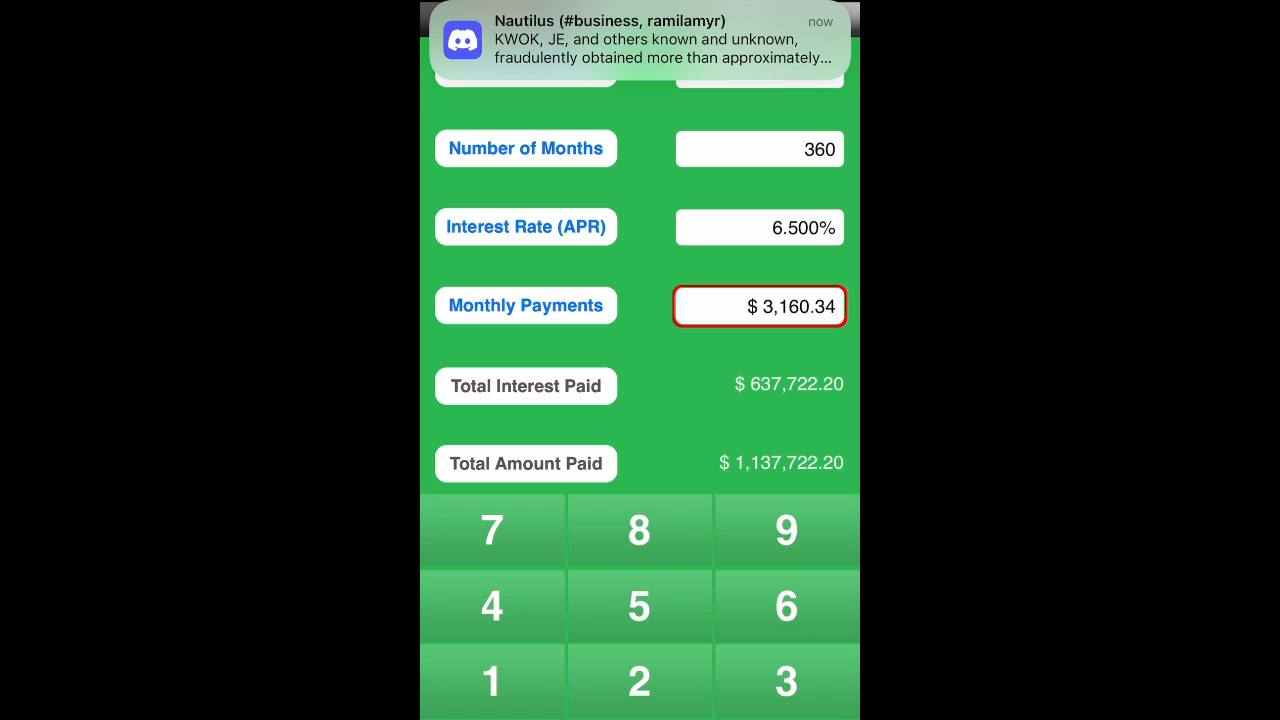 Nautilus (#business, ramilamyr)
now
KWOK, JE, and others known and unknown,
fraudulently obtained more than approximately...
Number of Months
360
Interest Rate (APR)
6.500%
Monthly Payments
$ 3,160.34
Total Interest Paid
$ 637,722.20
Total Amount Paid
$ 1,137,722.20
7 8 9
4 5 6
1 2 3